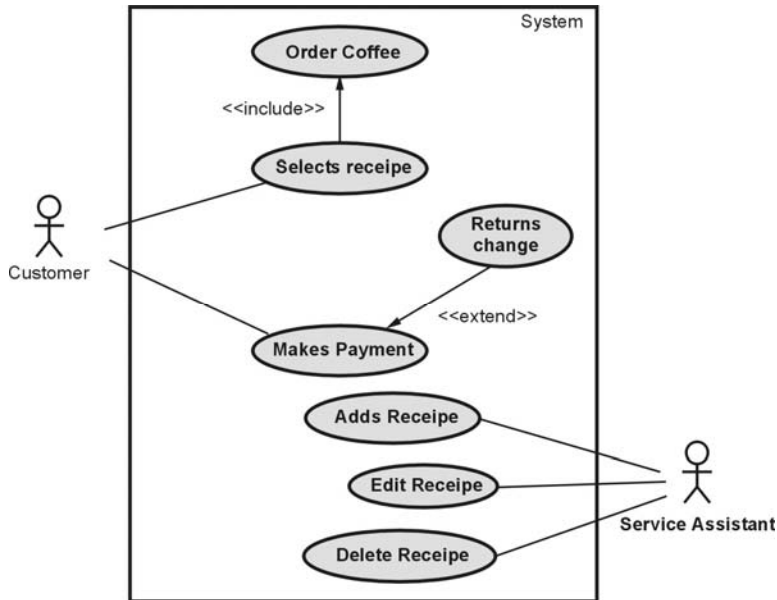 System
Order Coffee
<<include>>
Selects receipe
Returns
change
Customer
<<extend>>
Makes Payment
Adds Receipe
Edit Receipe
Service Assistant
Delete Receipe